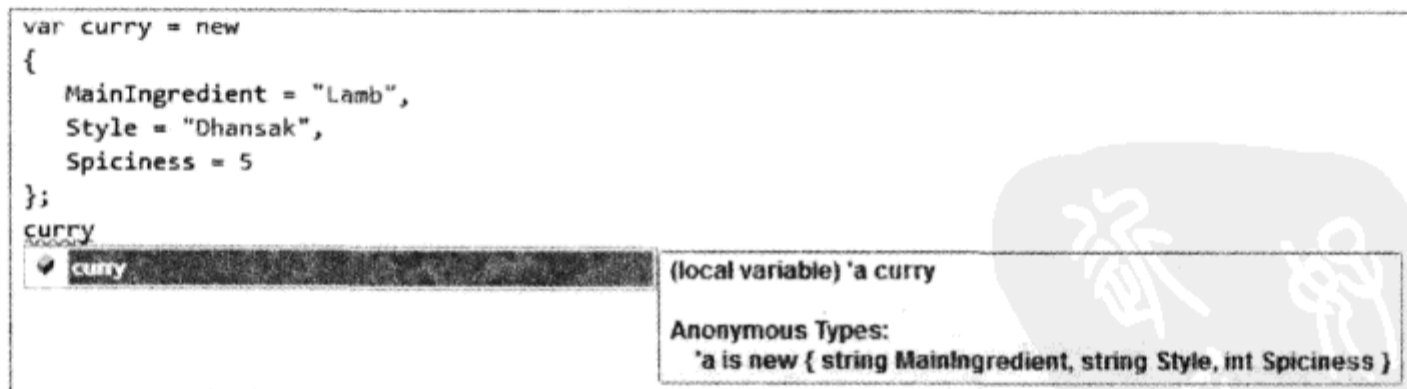 var curry = new
{
MainIngredient = "Lamb",
Style = "Dhansak",
Spiciness = 5
};
curry
curry
(local variable) 'a curry
Anonymous Types:
'a is new { string MainIngredient, string Style, int Spiciness }